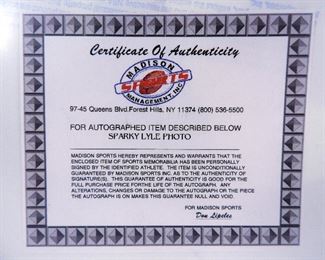 Certificate Of Authenticity
MADISON
SPORTS
MANAGEMENT, INC.
97-45 Queens Blvd.Forest Hills, NY 11374 (800) 536-5500
FOR AUTOGRAPHED ITEM DESCRIBED BELOW
SPARKY LYLE PHOTO
MADISON SPORTS HEREBY REPRESENTS AND WARRANTS THAT THE
ENCLOSED ITEM OF SPORTS MEMORABILIA HAS BEEN PERSONALLY
SIGNED BY THE IDENTIFIED ATHLETE. THE ITEM IS UNCONDITIONALLY
GUARANTEED BY MADISON SPORTS INC. AS TO THE AUTHENTICITY OF
SIGNATURE(S). THIS GUARANTEE OF AUTHENTICITY IS GOOD FOR THE
FULL PURCHASE PRICE FORTHE LIFE OF THE AUTOGRAPH. ANY
ALTERATIONS, CHANGES OR DAMAGE TO THE AUTOGRAPH OR THE PIECE
THE AUTOGRAPH IS ON MAKES THIS GUARANTEE NULL AND VOID.
FOR MADISON SPORTS
Don Lipeles